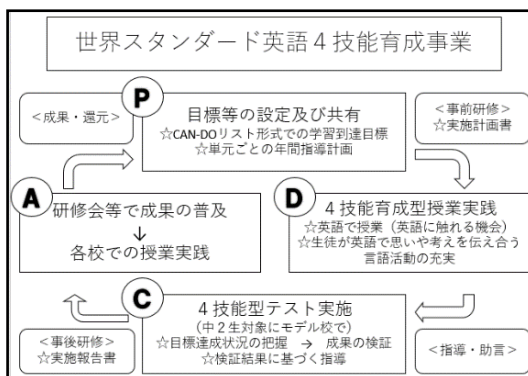 世界スタンダード英語４技能育成事業
＜成果・還元＞
P
目標等の設定及び共有
☆CAN-DOリスト形式での学習到達目標
☆単元ごとの年間指導計画
＜事前研修＞
☆実施計画書
A
研修会等で成果の普及
↓
各校での授業実践
D
４技能育成型授業実践
☆英語で授業（英語に触れる機会）
☆生徒が英語で思いや考えを伝え合う
言語活動の充実
C
４技能型テスト実施
（中２生対象にモデル校で）
☆目標達成状況の把握 → 成果の検証
☆検証結果に基づく指導
＜事後研修＞
☆実施報告書
＜指導・助言＞